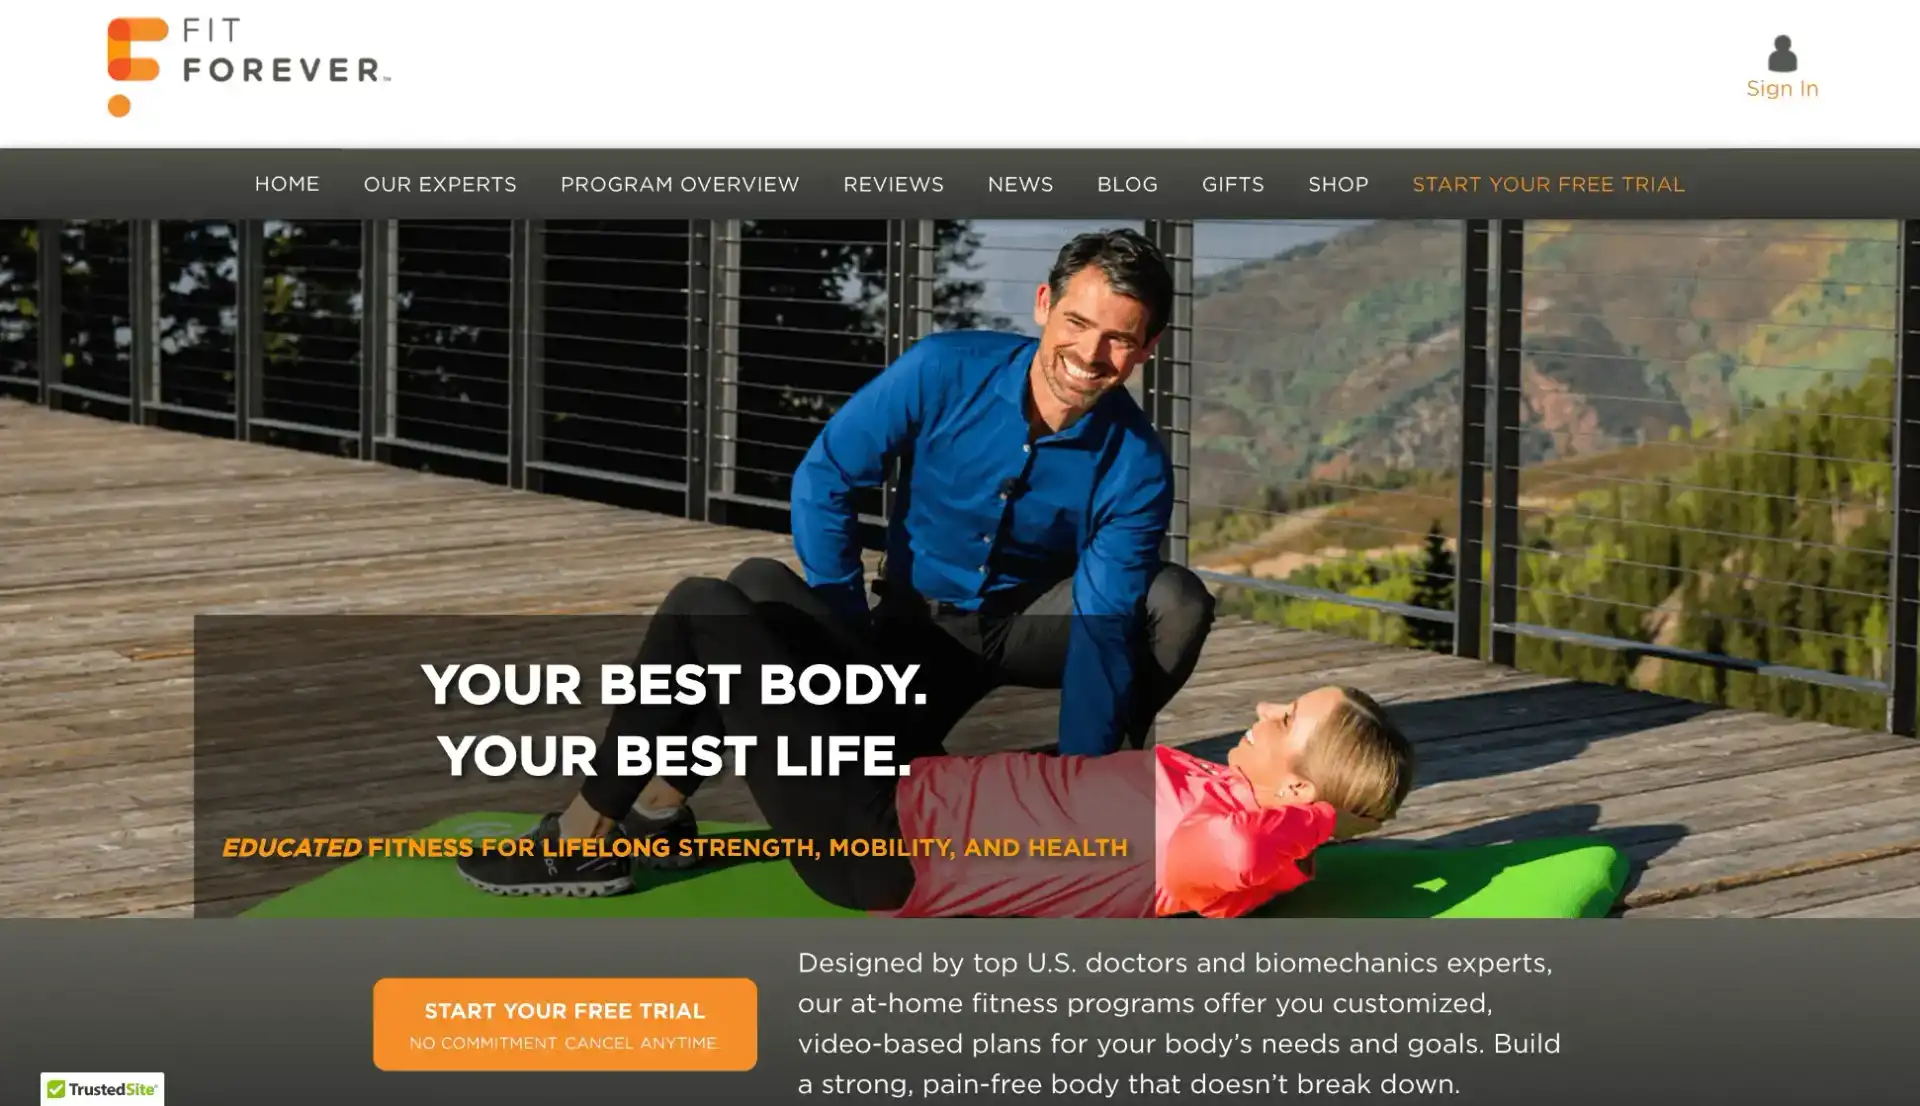 FIT
FOREVER™
Sign In
HOME OUR EXPERTS PROGRAM OVERVIEW REVIEWS NEWS BLOG GIFTS SHOP START YOUR FREE TRIAL
YOUR BEST BODY.
YOUR BEST LIFE.
EDUCATED FITNESS FOR LIFELONG STRENGTH, MOBILITY, AND HEALTH
START YOUR FREE TRIAL
NO COMMITMENT. CANCEL ANYTIME.
Designed by top U.S. doctors and biomechanics experts,
our at-home fitness programs offer you customized,
video-based plans for your body’s needs and goals. Build
a strong, pain-free body that doesn’t break down.
TrustedSite®